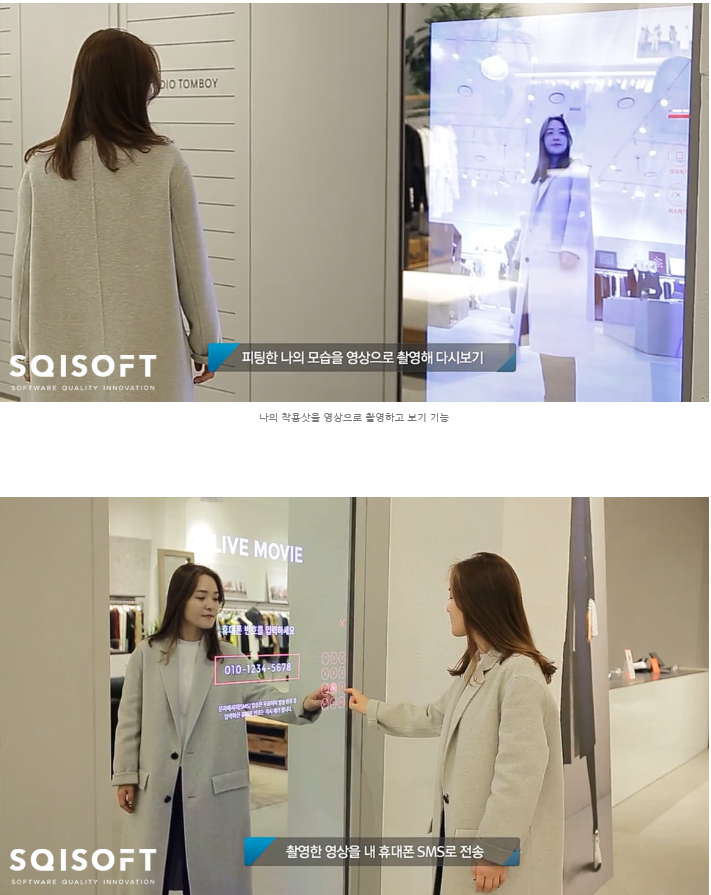 DIO TOMBOY
SQISOFT
SOFTWARE QUALITY INNOVATION
피팅한 나의 모습을 영상으로 촬영해 다시보기
나의 착용샷을 영상으로 촬영하고 보기 기능
LIVE MOVIE
휴대폰 번호를 입력하세요
010-1234-5678
SQISOFT
SOFTWARE QUALITY INNOVATION
촬영한 영상을 내 휴대폰 SMS로 전송